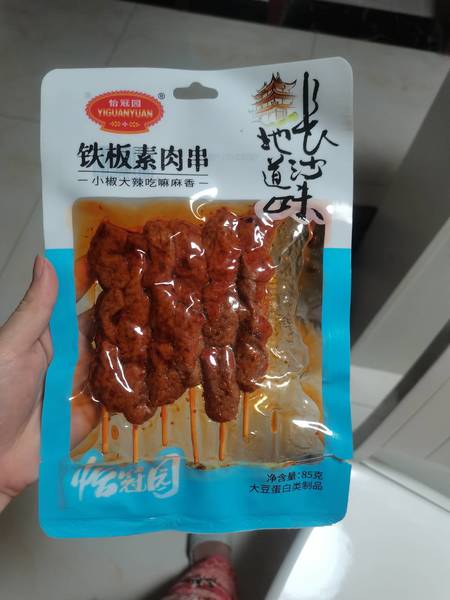 怡冠园
YIGUANYUAN
®
铁板素肉串
小椒大辣吃嘛麻香
地道
长沙味
怡冠园
净含量:85克
大豆蛋白类制品